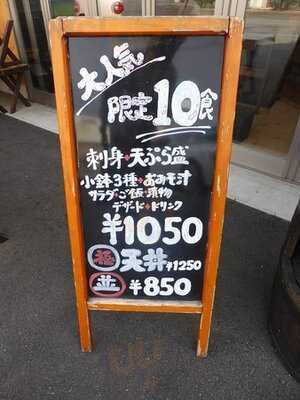 大人気
限定10食
刺身・天ぷら盛
小鉢3種・おみそ汁
サラダ・ご飯・漬物
デザート・ドリンク
¥1050
天丼 ¥1250
並 ¥850